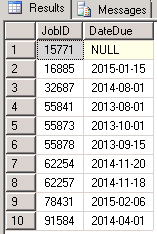 Results Messages
JobID DateDue
1 15771 NULL
2 16885 2015-01-15
3 32687 2014-08-01
4 55841 2013-08-01
5 55873 2013-10-01
6 55878 2013-09-15
7 62254 2014-11-20
8 62257 2014-11-18
9 78431 2015-02-06
10 91584 2014-04-01